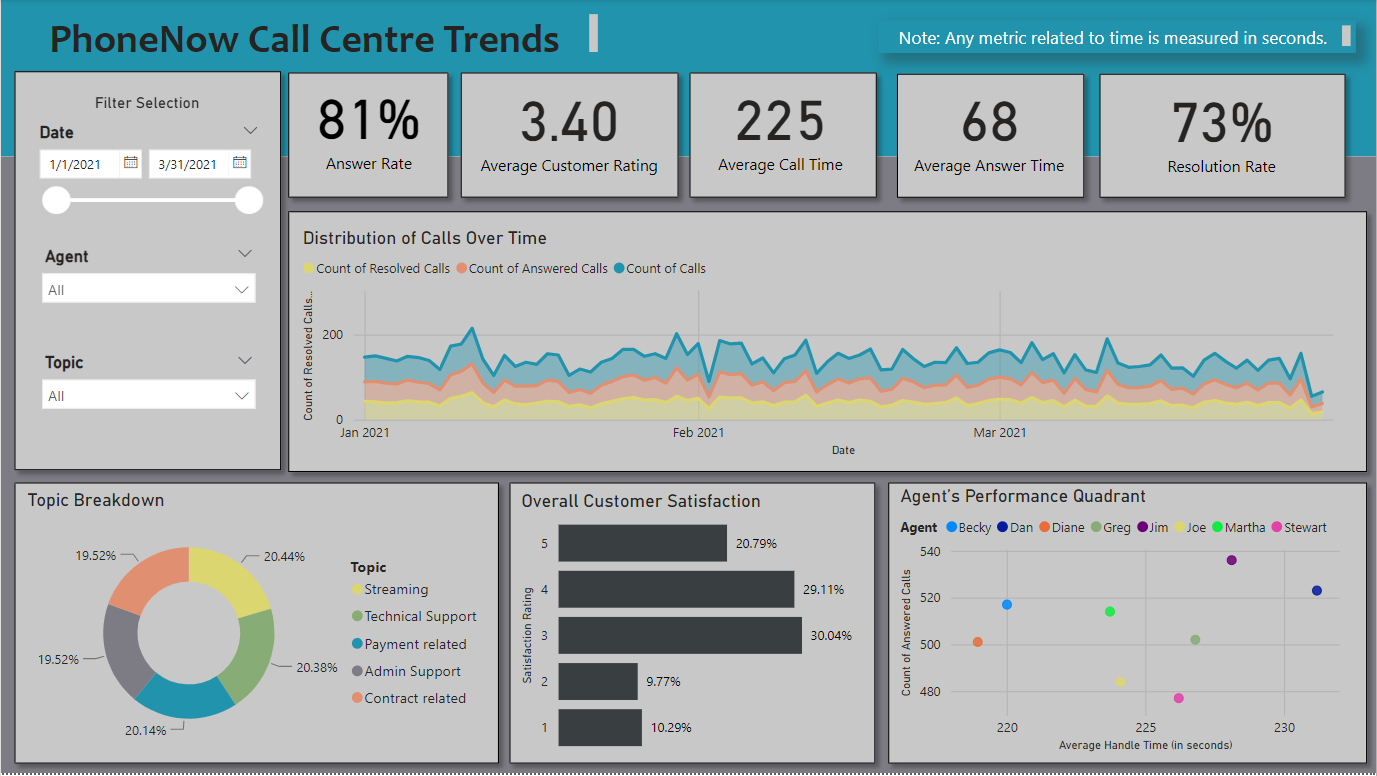 PhoneNow Call Centre Trends
Note: Any metric related to time is measured in seconds.
Filter Selection
Date
1/1/2021
3/31/2021
Agent
All
Topic
All
81%
Answer Rate
3.40
Average Customer Rating
225
Average Call Time
68
Average Answer Time
73%
Resolution Rate
Distribution of Calls Over Time
Count of Resolved Calls Count of Answered Calls Count of Calls
Count of Resolved Calls...
200
0
Jan 2021
Feb 2021
Mar 2021
Date
Topic Breakdown
19.52%
20.44%
19.52%
20.38%
20.14%
Topic
Streaming
Technical Support
Payment related
Admin Support
Contract related
Overall Customer Satisfaction
Satisfaction Rating
5 20.79%
4 29.11%
3 30.04%
2 9.77%
1 10.29%
Agent's Performance Quadrant
Agent Becky Dan Diane Greg Jim Joe Martha Stewart
Count of Answered Calls
540
520
500
480
220
225
230
Average Handle Time (in seconds)